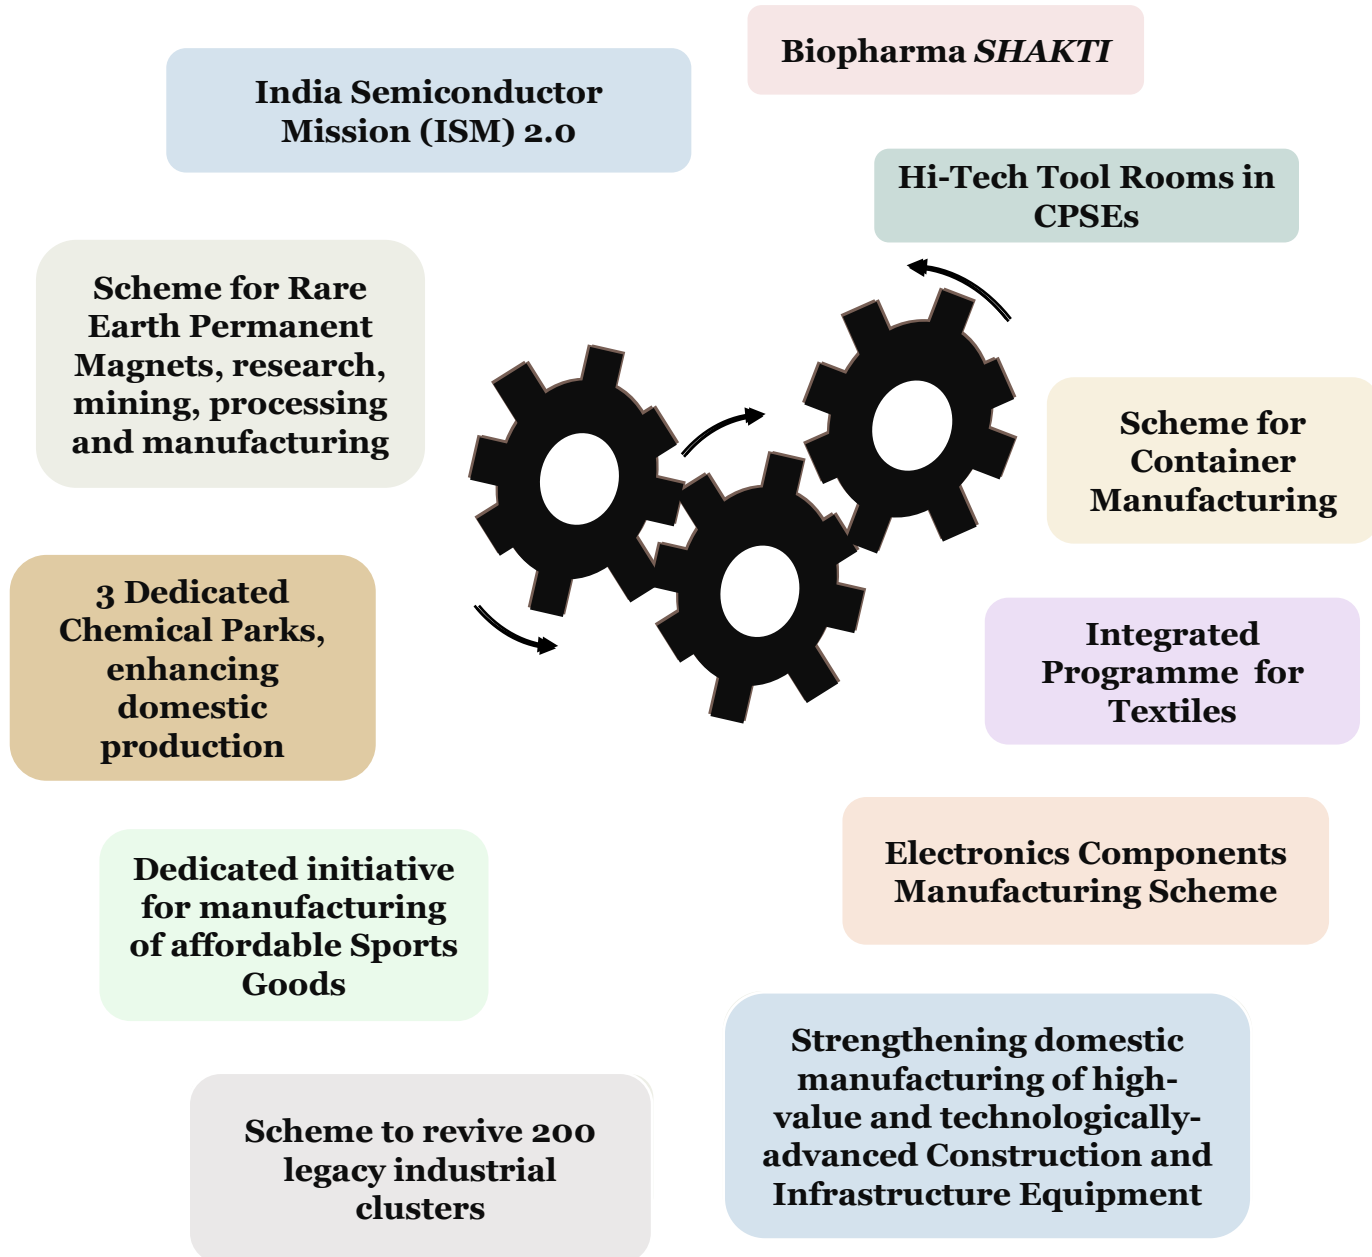 Biopharma SHAKTI
India Semiconductor
Mission (ISM) 2.0
Hi-Tech Tool Rooms in
CPSEs
Scheme for Rare
Earth Permanent
Magnets, research,
mining, processing
and manufacturing
Scheme for
Container
Manufacturing
3 Dedicated
Chemical Parks,
enhancing
domestic
production
Integrated
Programme for
Textiles
Dedicated initiative
for manufacturing
of affordable Sports
Goods
Electronics Components
Manufacturing Scheme
Scheme to revive 200
legacy industrial
clusters
Strengthening domestic
manufacturing of high-
value and technologically-
advanced Construction and
Infrastructure Equipment